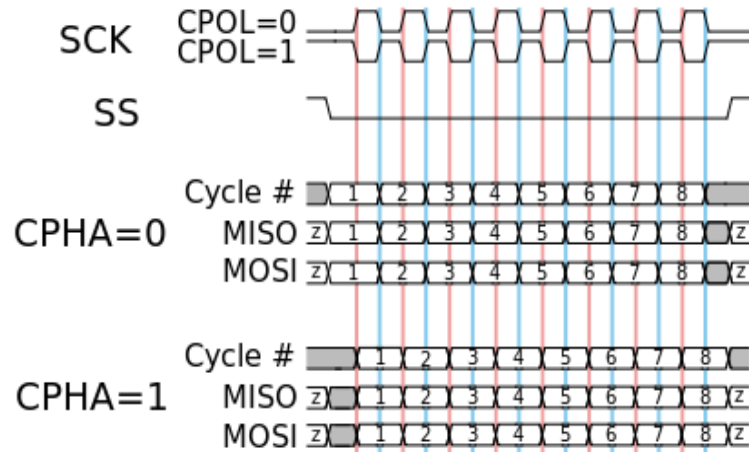 SCK CPOL=0
CPOL=1
SS
Cycle # 1 2 3 4 5 6 7 8
CPHA=0 MISO z 1 2 3 4 5 6 7 8 z
MOSI z 1 2 3 4 5 6 7 8 z
Cycle # 1 2 3 4 5 6 7 8
CPHA=1 MISO z 1 2 3 4 5 6 7 8 z
MOSI z 1 2 3 4 5 6 7 8 z